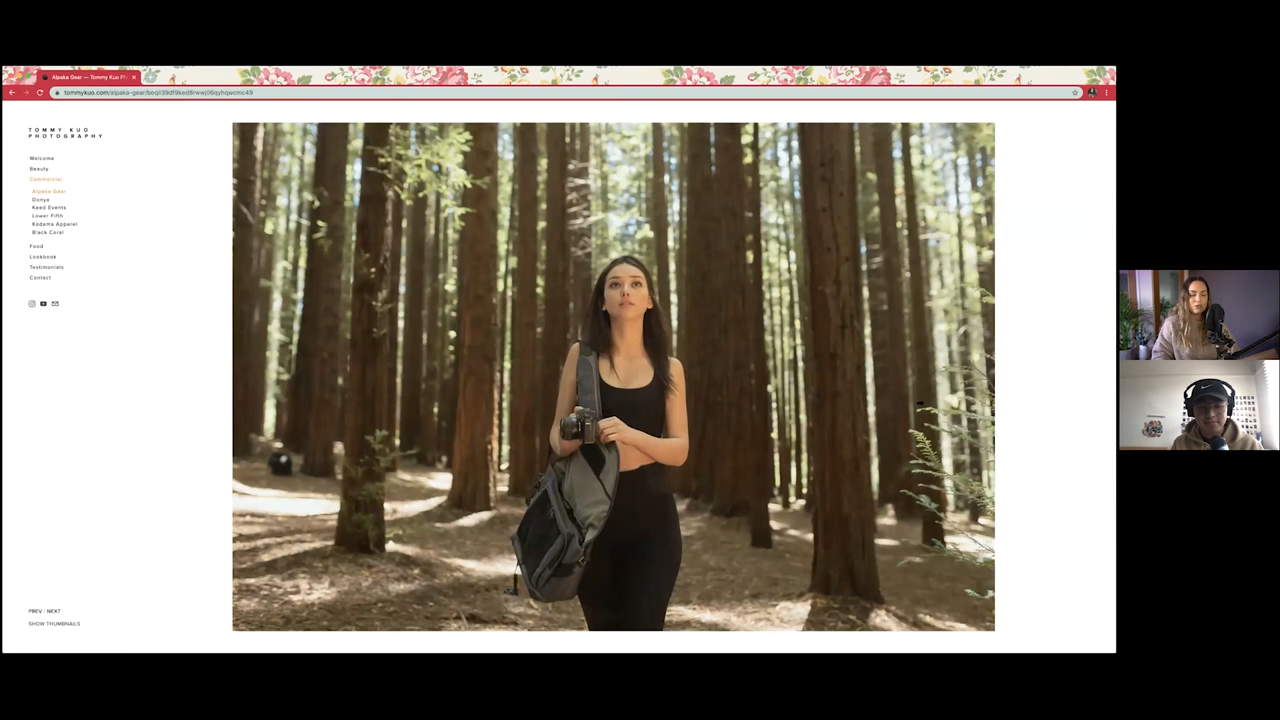 Alpaka Gear — Tommy Kuo Ph
TOMMY KUO
PHOTOGRAPHY
Welcome
Beauty
Commercial
Alpaka Gear
Donya
Keed Events
Lower Fifth
Kodama Apparel
Black Coral
Food
Lookbook
Testimonials
Contact
PREV / NEXT
SHOW THUMBNAILS